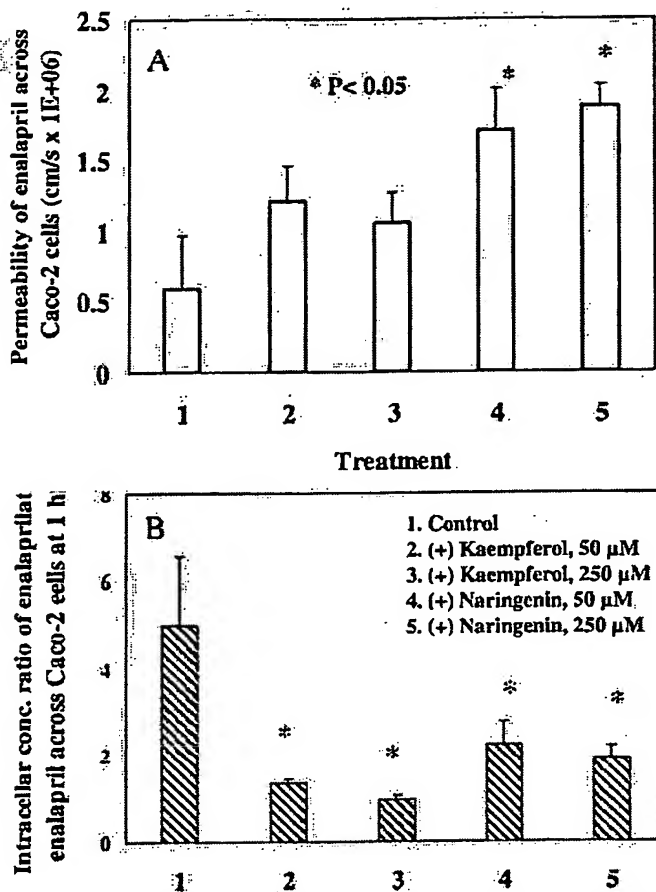 Permeability of enalapril across
Caco-2 cells (cm/s x 1E+06)
2.5
2
1.5
1
0.5
0
A
* P< 0.05
*
*
1 2 3 4 5
Treatment
Intracellar conc. ratio of enalaprilat
enalapril across Caco-2 cells at 1 h
8
6
4
2
0
B
1. Control
2. (+) Kaempferol, 50 µM
3. (+) Kaempferol, 250 µM
4. (+) Naringenin, 50 µM
5. (+) Naringenin, 250 µM
*
*
*
*
1 2 3 4 5